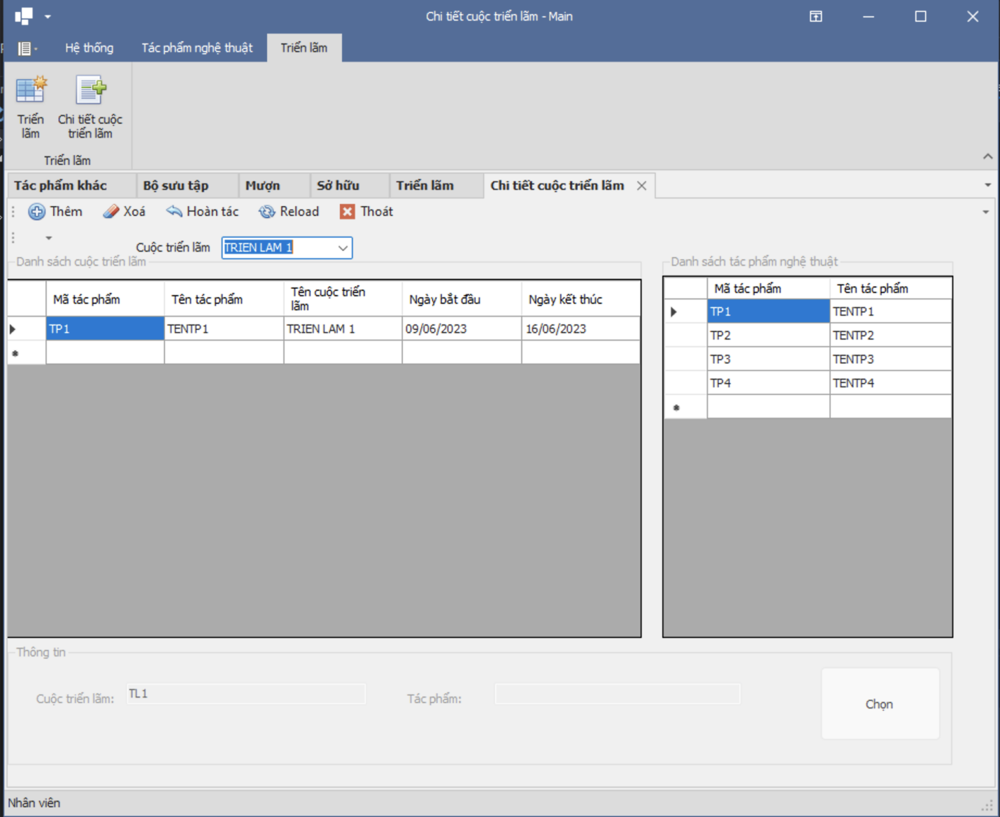 Chi tiết cuộc triển lãm - Main
Hệ thống Tác phẩm nghệ thuật Triển lãm
Triển lãm
Chi tiết cuộc triển lãm
Triển lãm
Tác phẩm khác Bộ sưu tập Mượn Sở hữu Triển lãm Chi tiết cuộc triển lãm
Thêm Xoá Hoàn tác Reload Thoát
Cuộc triển lãm TRIEN LAM 1
Danh sách cuộc triển lãm
Mã tác phẩm Tên tác phẩm Tên cuộc triển lãm Ngày bắt đầu Ngày kết thúc
TP1 TENTP1 TRIEN LAM 1 09/06/2023 16/06/2023
Danh sách tác phẩm nghệ thuật
Mã tác phẩm Tên tác phẩm
TP1 TENTP1
TP2 TENTP2
TP3 TENTP3
TP4 TENTP4
Thông tin
Cuộc triển lãm: TL1 Tác phẩm:
Chọn
Nhân viên